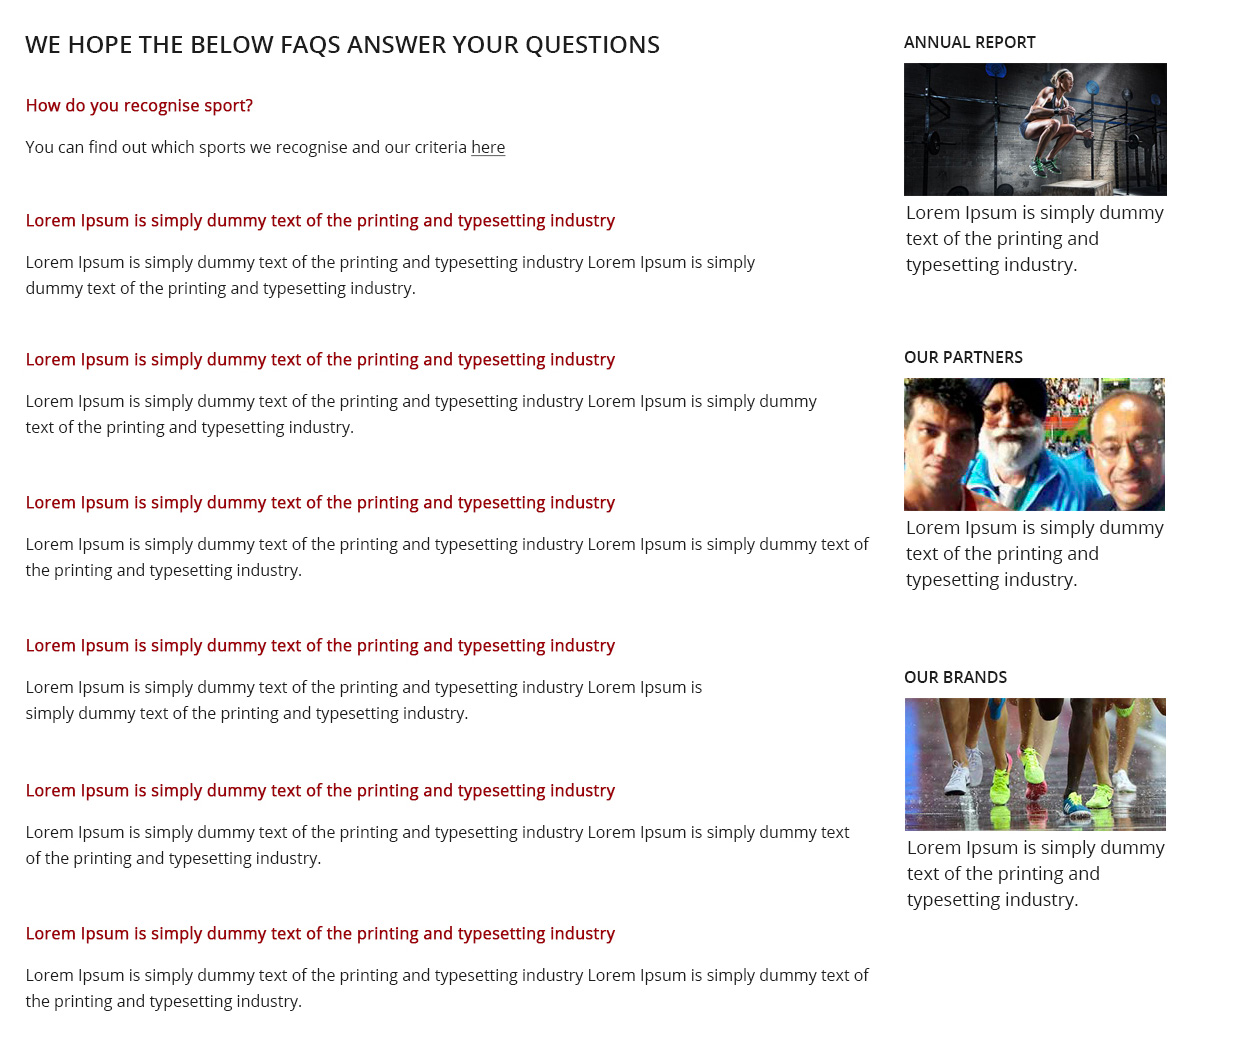 WE HOPE THE BELOW FAQS ANSWER YOUR QUESTIONS
How do you recognise sport?
You can find out which sports we recognise and our criteria here
Lorem Ipsum is simply dummy text of the printing and typesetting industry
Lorem Ipsum is simply dummy text of the printing and typesetting industry Lorem Ipsum is simply
dummy text of the printing and typesetting industry.
Lorem Ipsum is simply dummy text of the printing and typesetting industry
Lorem Ipsum is simply dummy text of the printing and typesetting industry Lorem Ipsum is simply dummy
text of the printing and typesetting industry.
Lorem Ipsum is simply dummy text of the printing and typesetting industry
Lorem Ipsum is simply dummy text of the printing and typesetting industry Lorem Ipsum is simply dummy text of
the printing and typesetting industry.
Lorem Ipsum is simply dummy text of the printing and typesetting industry
Lorem Ipsum is simply dummy text of the printing and typesetting industry Lorem Ipsum is
simply dummy text of the printing and typesetting industry.
Lorem Ipsum is simply dummy text of the printing and typesetting industry
Lorem Ipsum is simply dummy text of the printing and typesetting industry Lorem Ipsum is simply dummy text
of the printing and typesetting industry.
Lorem Ipsum is simply dummy text of the printing and typesetting industry
Lorem Ipsum is simply dummy text of the printing and typesetting industry Lorem Ipsum is simply dummy text of
the printing and typesetting industry.
ANNUAL REPORT
Lorem Ipsum is simply dummy
text of the printing and
typesetting industry.
OUR PARTNERS
Lorem Ipsum is simply dummy
text of the printing and
typesetting industry.
OUR BRANDS
Lorem Ipsum is simply dummy
text of the printing and
typesetting industry.